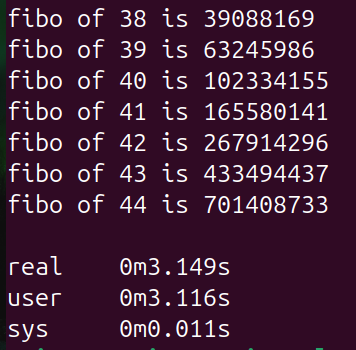 fibo of 38 is 39088169
fibo of 39 is 63245986
fibo of 40 is 102334155
fibo of 41 is 165580141
fibo of 42 is 267914296
fibo of 43 is 433494437
fibo of 44 is 701408733
real 0m3.149s
user 0m3.116s
sys 0m0.011s